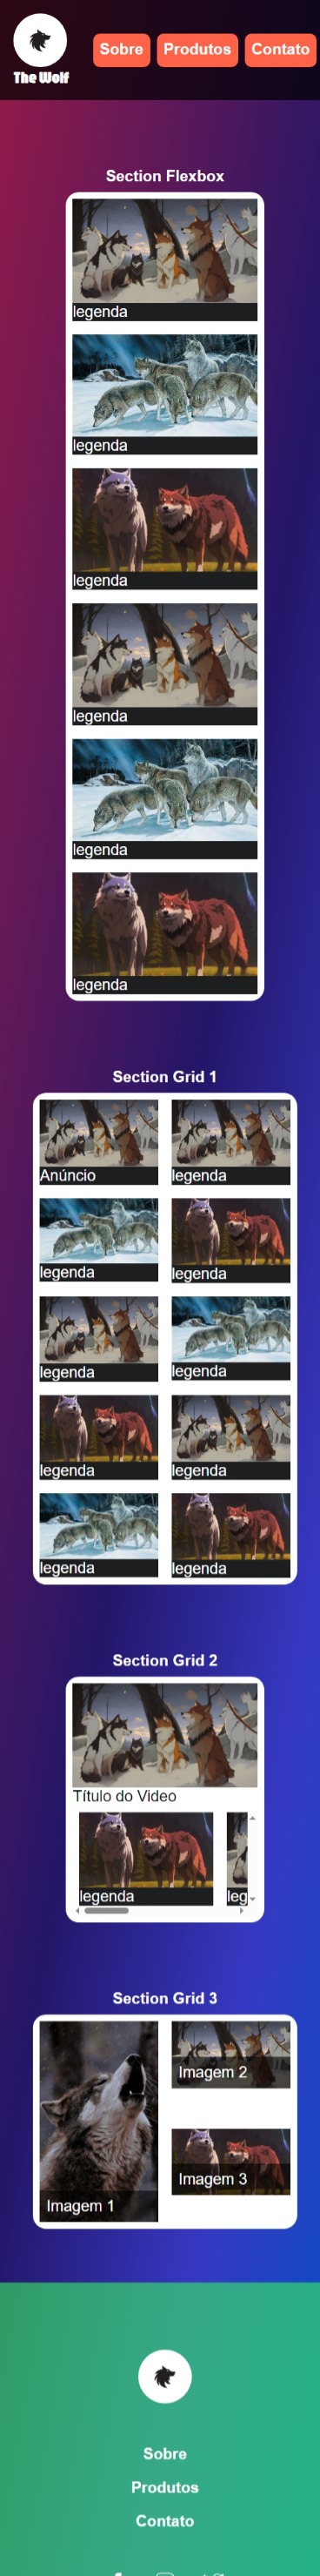 The Wolf
Sobre
Produtos
Contato
Section Flexbox
legenda
legenda
legenda
legenda
legenda
legenda
Section Grid 1
Anúncio
legenda
legenda
legenda
legenda
legenda
legenda
legenda
legenda
legenda
Section Grid 2
Título do Video
legenda
leg
Section Grid 3
Imagem 2
Imagem 3
Imagem 1
Sobre
Produtos
Contato